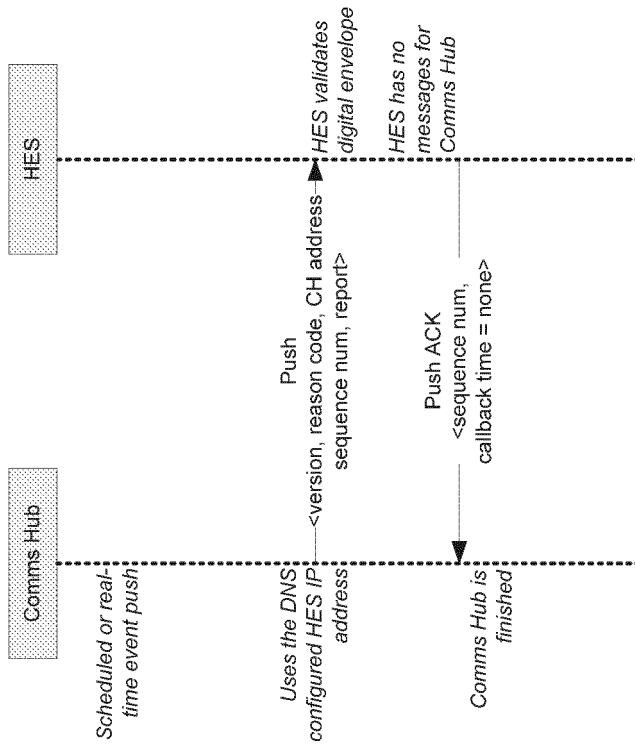 Comms Hub
HES
Scheduled or real-
time event push
Uses the DNS
configured HES IP
address
Push
<version, reason code, CH address
sequence num, report>
HES validates
digital envelope
HES has no
messages for
Comms Hub
Push ACK
<sequence num,
callback time = none>
Comms Hub is
finished